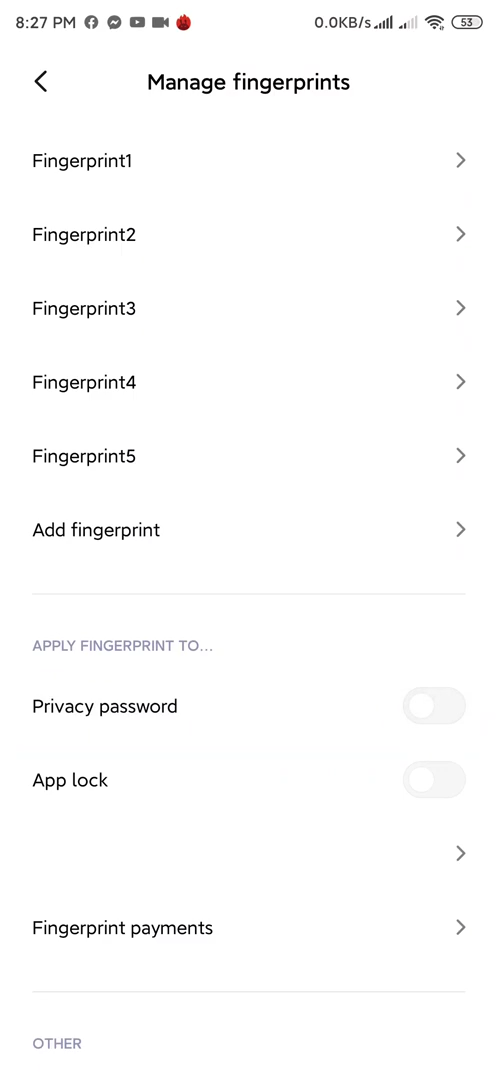 8:27 PM 0.0KB/s 53
Manage fingerprints
Fingerprint1
Fingerprint2
Fingerprint3
Fingerprint4
Fingerprint5
Add fingerprint
APPLY FINGERPRINT TO...
Privacy password
App lock
Fingerprint payments
OTHER